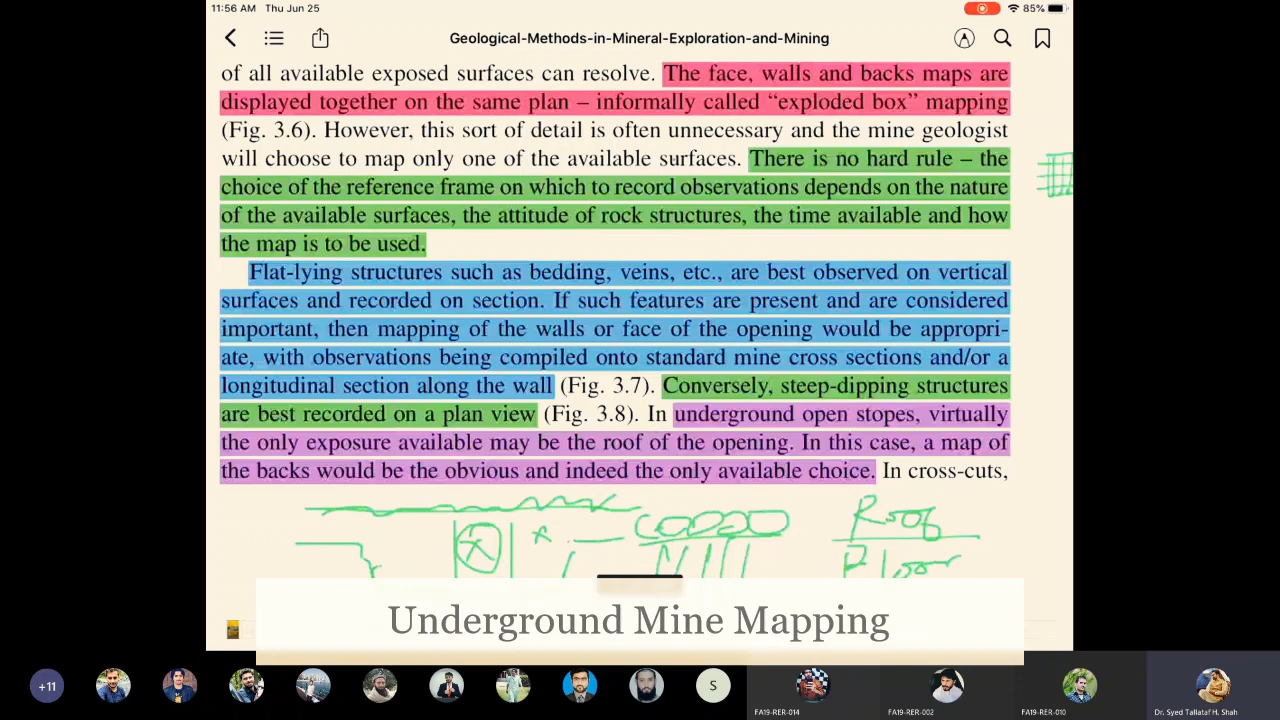 11:56 AM Thu Jun 25
85%
Geological-Methods-in-Mineral-Exploration-and-Mining
of all available exposed surfaces can resolve. The face, walls and backs maps are
displayed together on the same plan – informally called “exploded box” mapping
(Fig. 3.6). However, this sort of detail is often unnecessary and the mine geologist
will choose to map only one of the available surfaces. There is no hard rule – the
choice of the reference frame on which to record observations depends on the nature
of the available surfaces, the attitude of rock structures, the time available and how
the map is to be used.
Flat-lying structures such as bedding, veins, etc., are best observed on vertical
surfaces and recorded on section. If such features are present and are considered
important, then mapping of the walls or face of the opening would be appropri-
ate, with observations being compiled onto standard mine cross sections and/or a
longitudinal section along the wall (Fig. 3.7). Conversely, steep-dipping structures
are best recorded on a plan view (Fig. 3.8). In underground open stopes, virtually
the only exposure available may be the roof of the opening. In this case, a map of
the backs would be the obvious and indeed the only available choice. In cross-cuts,
Roof
Floor
Underground Mine Mapping
+11
S
FA19-RER-014
FA19-RER-002
FA19-RER-010
Dr. Syed Tallataf H. Shah